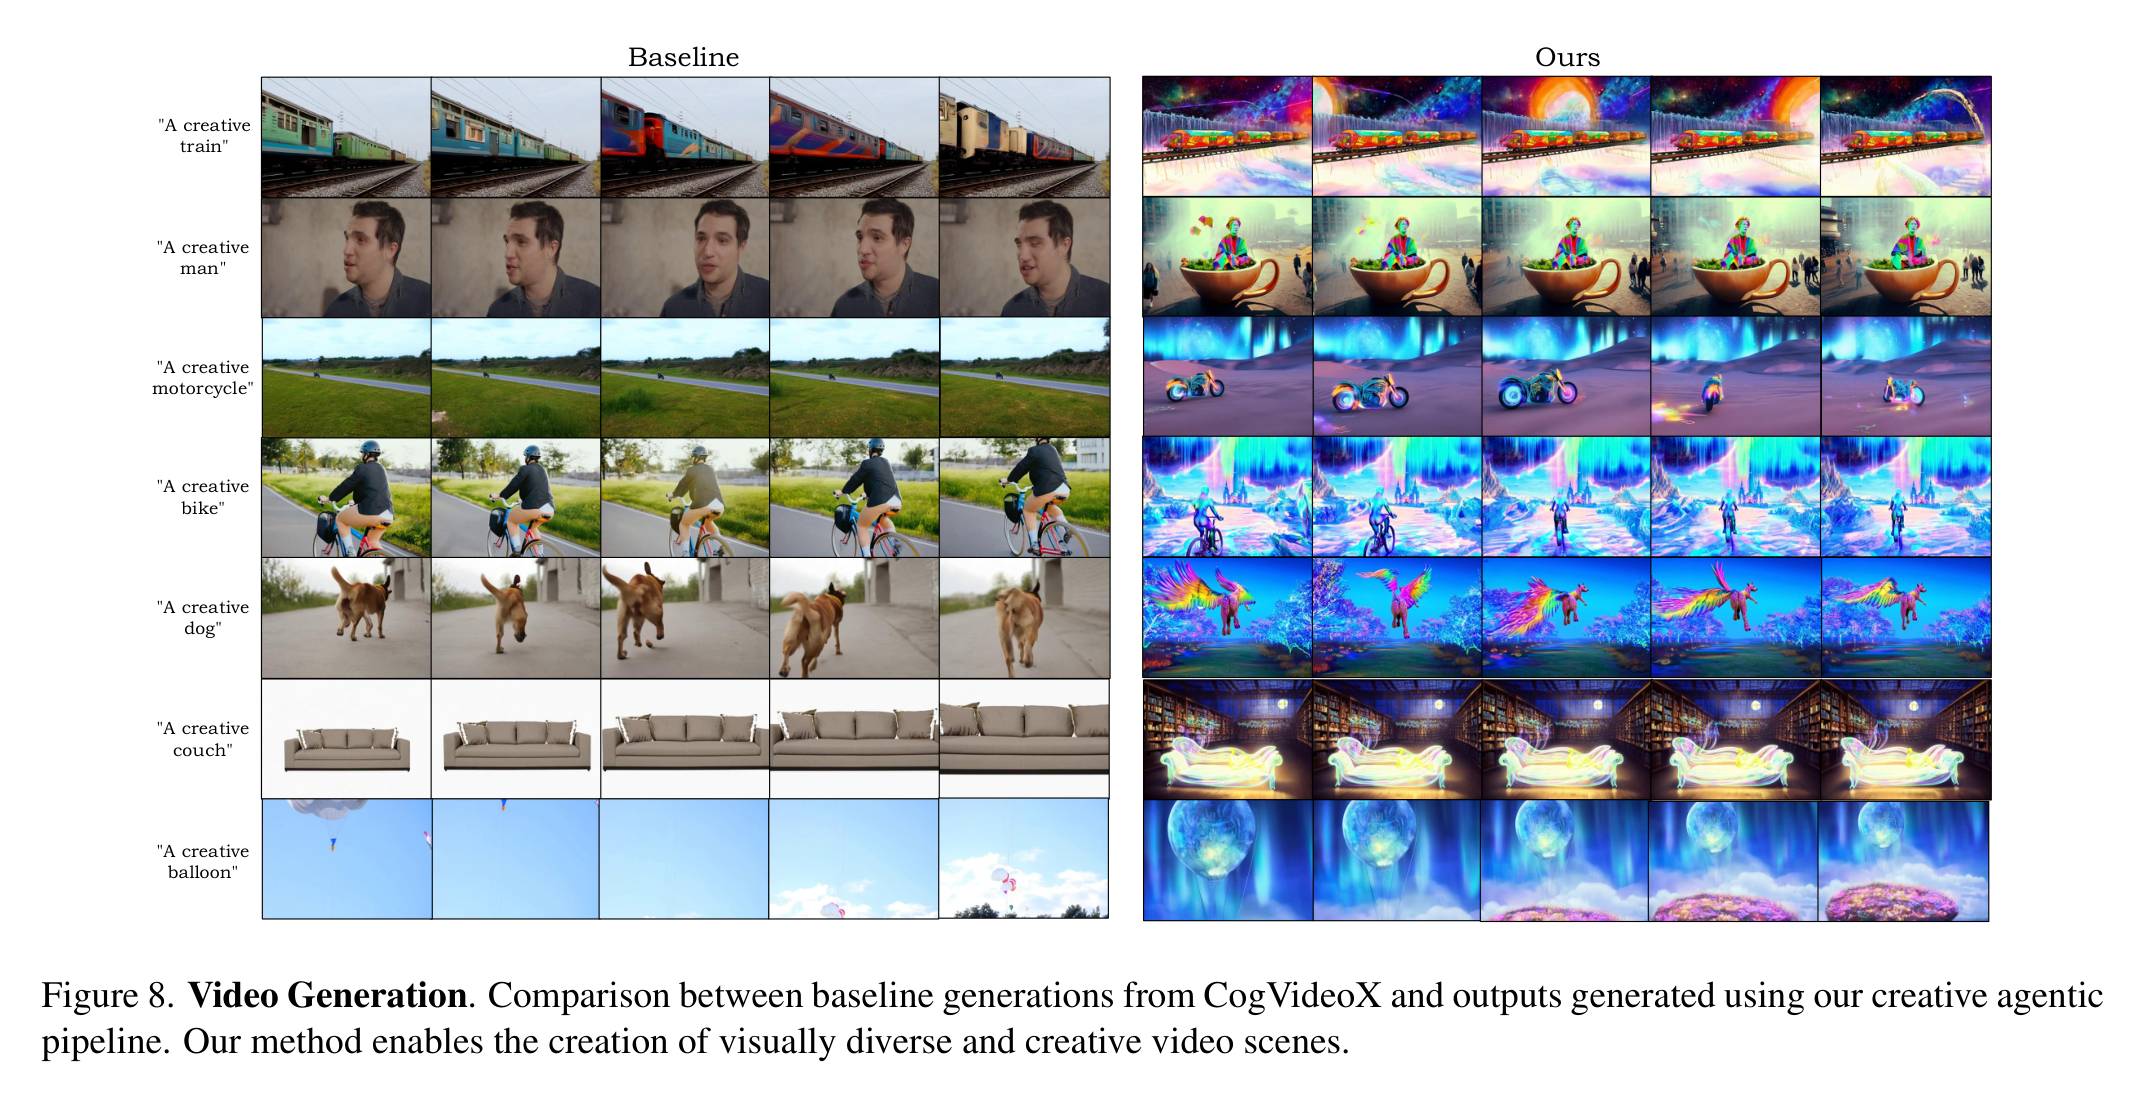 Baseline
Ours
"A creative
train"
"A creative
man"
"A creative
motorcycle"
"A creative
bike"
"A creative
dog"
"A creative
couch"
"A creative
balloon"
Figure 8. Video Generation. Comparison between baseline generations from CogVideoX and outputs generated using our creative agentic
pipeline. Our method enables the creation of visually diverse and creative video scenes.